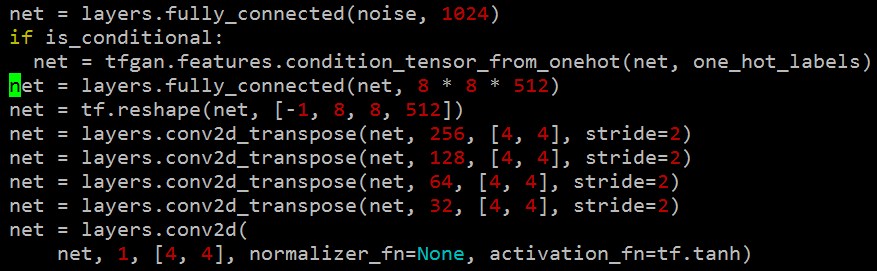 net = layers.fully_connected(noise, 1024)
if is_conditional:
  net = tfgan.features.condition_tensor_from_onehot(net, one_hot_labels)
net = layers.fully_connected(net, 8 * 8 * 512)
net = tf.reshape(net, [-1, 8, 8, 512])
net = layers.conv2d_transpose(net, 256, [4, 4], stride=2)
net = layers.conv2d_transpose(net, 128, [4, 4], stride=2)
net = layers.conv2d_transpose(net, 64, [4, 4], stride=2)
net = layers.conv2d_transpose(net, 32, [4, 4], stride=2)
net = layers.conv2d(
    net, 1, [4, 4], normalizer_fn=None, activation_fn=tf.tanh)